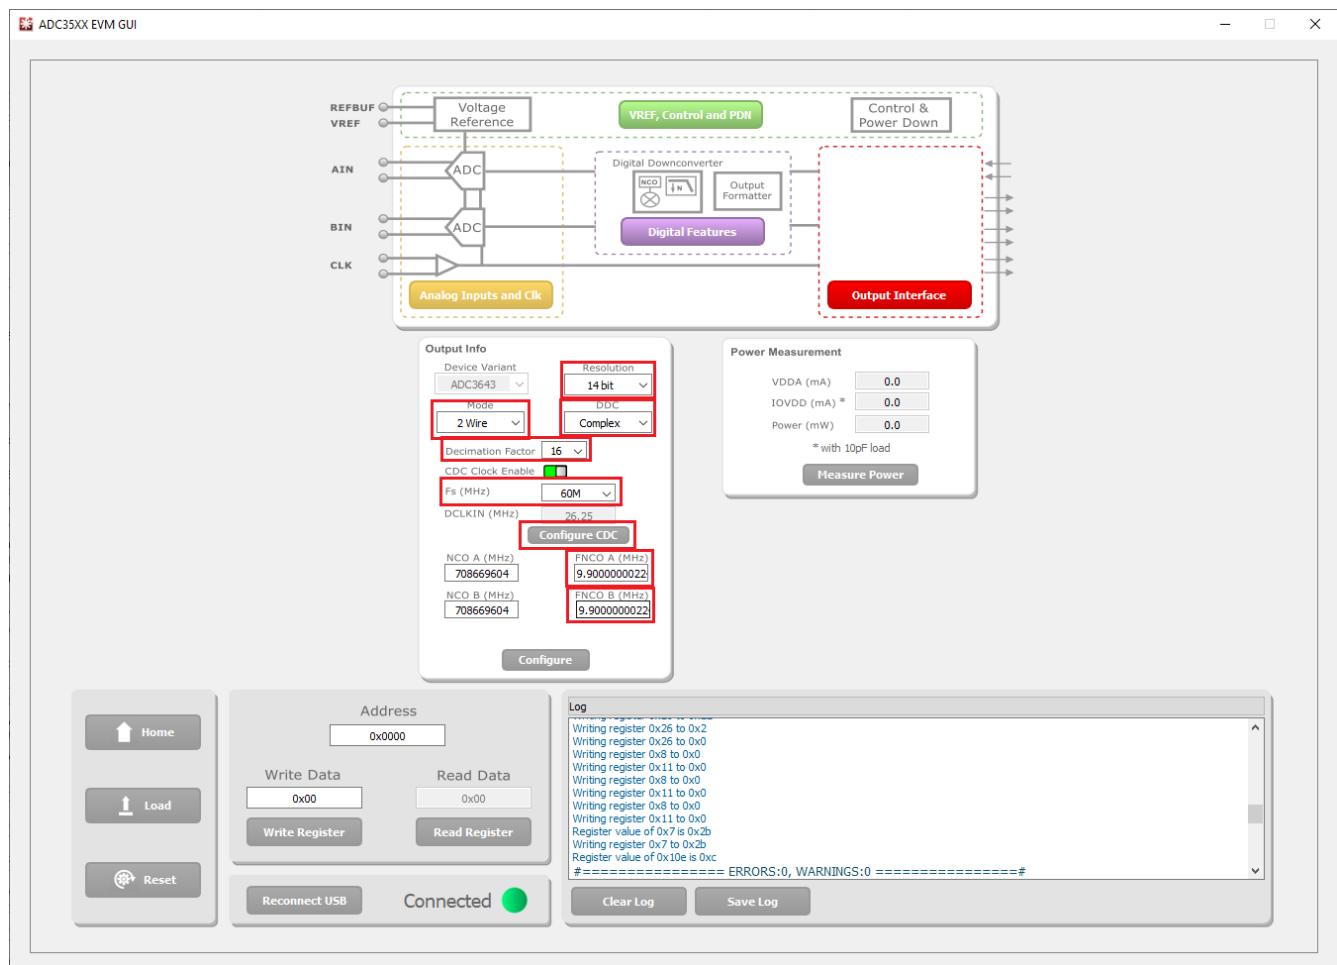 ADC35XX EVM GUI
REFBUF
VREF
Voltage
Reference
VREF, Control and PDN
Control &
Power Down
AIN
ADC
Digital Downconverter
NCO
N
Output
Formatter
BIN
ADC
Digital Features
CLK
Analog Inputs and Clk
Output Interface
Output Info
Device Variant
Resolution
ADC3643
14 bit
Mode
DDC
2 Wire
Complex
Decimation Factor
16
CDC Clock Enable
Fs (MHz)
60M
DCLKIN (MHz)
26.25
Configure CDC
NCO A (MHz)
FNCO A (MHz)
708669604
9.9000000022
NCO B (MHz)
FNCO B (MHz)
708669604
9.9000000022
Configure
Power Measurement
VDDA (mA)
0.0
IOVDD (mA) *
0.0
Power (mW)
0.0
* with 10pF load
Measure Power
Home
Load
Reset
Address
0x0000
Write Data
Read Data
0x00
0x00
Write Register
Read Register
Reconnect USB
Connected
Log
Writing register 0x26 to 0x2
Writing register 0x26 to 0x0
Writing register 0x8 to 0x0
Writing register 0x11 to 0x0
Writing register 0x8 to 0x0
Writing register 0x11 to 0x0
Writing register 0x8 to 0x0
Writing register 0x11 to 0x0
Register value of 0x7 is 0x2b
Writing register 0x7 to 0x2b
Register value of 0x10e is 0xc
#================ ERRORS:0, WARNINGS:0 ================#
Clear Log
Save Log